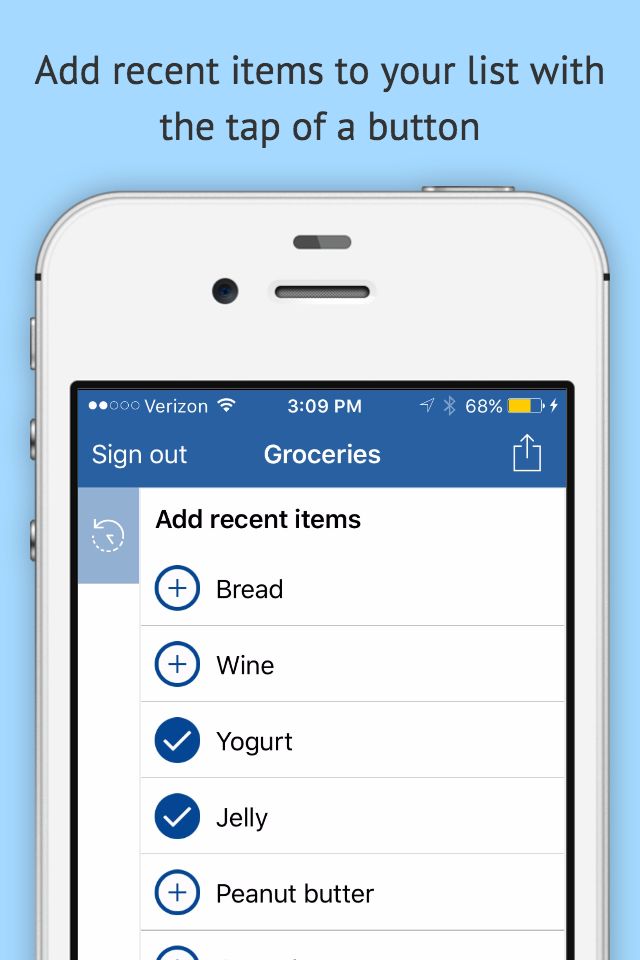 Add recent items to your list with
the tap of a button
Verizon 3:09 PM 68%
Sign out Groceries
Add recent items
Bread
Wine
Yogurt
Jelly
Peanut butter